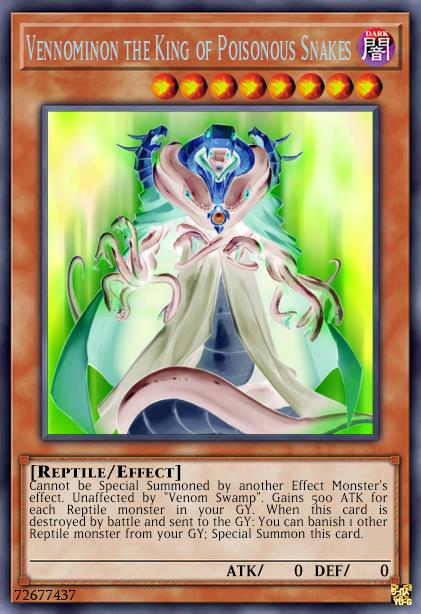 VENNOMINON THE KING OF POISONOUS SNAKES
DARK
闇
[REPTILE/EFFECT]
Cannot be Special Summoned by another Effect Monster's
effect. Unaffected by "Venom Swamp". Gains 500 ATK for
each Reptile monster in your GY. When this card is
destroyed by battle and sent to the GY: You can banish 1 other
Reptile monster from your GY; Special Summon this card.
ATK/ 0 DEF/ 0
72677437